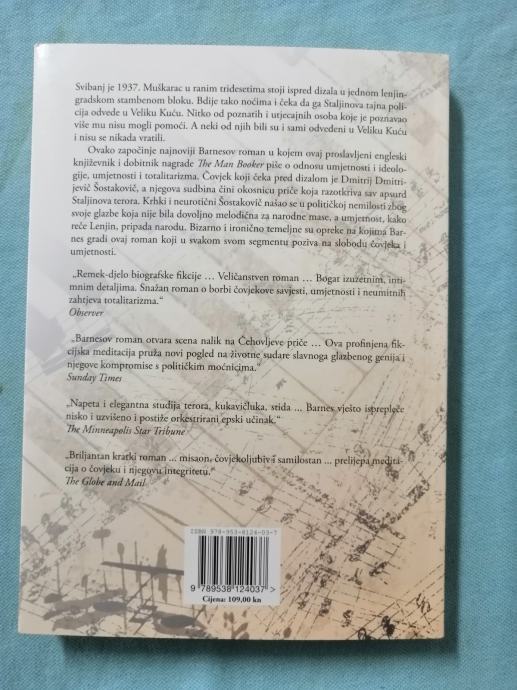 Svibanj je 1937. Muškarac u ranim tridesetima stoji ispred dizala u jednom lenjin-
gradskom stambenom bloku. Bdije tako noćima i čeka da ga Staljinova tajna poli-
cija odvede u Veliku Kuću. Nitko od poznatih i utjecajnih osoba koje je poznavao
više mu nisu mogli pomoći. A neki od njih bili su i sami odvedeni u Veliku Kuću
i nisu se nikada vratili.
Ovako započinje najnoviji Barnesov roman u kojem ovaj proslavljeni engleski
književnik i dobitnik nagrade The Man Booker piše o odnosu umjetnosti i ideolo-
gije, umjetnosti i totalitarizma. Čovjek koji čeka pred dizalom je Dmitrij Dmitri-
jevič Šostakovič, a njegova sudbina čini okosnicu priče koja razotkriva sav apsurd
Staljinova terora. Krhki i neurotični Šostakovič našao se u političkoj nemilosti zbog
svoje glazbe koja nije bila dovoljno melodična za narodne mase, a umjetnost, kako
reče Lenjin, pripada narodu. Bizarno i ironično temeljne su opreke na kojima Bar-
nes gradi ovaj roman koji u svakom svom segmentu poziva na slobodu čovjeka i
umjetnosti.
„Remek-djelo biografske fikcije ... Veličanstven roman ... Bogat izuzetnim, inti-
mnim detaljima. Snažan roman o borbi čovjekove savjesti, umjetnosti i neumitnih
zahtjeva totalitarizma.“
Observer
„Barnesov roman otvara scena nalik na Čehovljeve priče ... Ova profinjena fik-
cijska meditacija pruža novi pogled na životne sudare slavnoga glazbenog genija i
njegove kompromise s političkim moćnicima.“
Sunday Times
„Napeta i elegantna studija terora, kukavičluka, stida ... Barnes vješto isprepleće
nisko i uzvišeno i postiže orkestrirani epski učinak.“
The Minneapolis Star Tribune
„Briljantan kratki roman ... misaon, čovjekoljubiv i samilostan ... prelijepa medita-
cija o čovjeku i njegovu integritetu.“
The Globe and Mail
ISBN 978-953-8124-03-7
9 789538 124037 >
Cijena: 109,00 kn